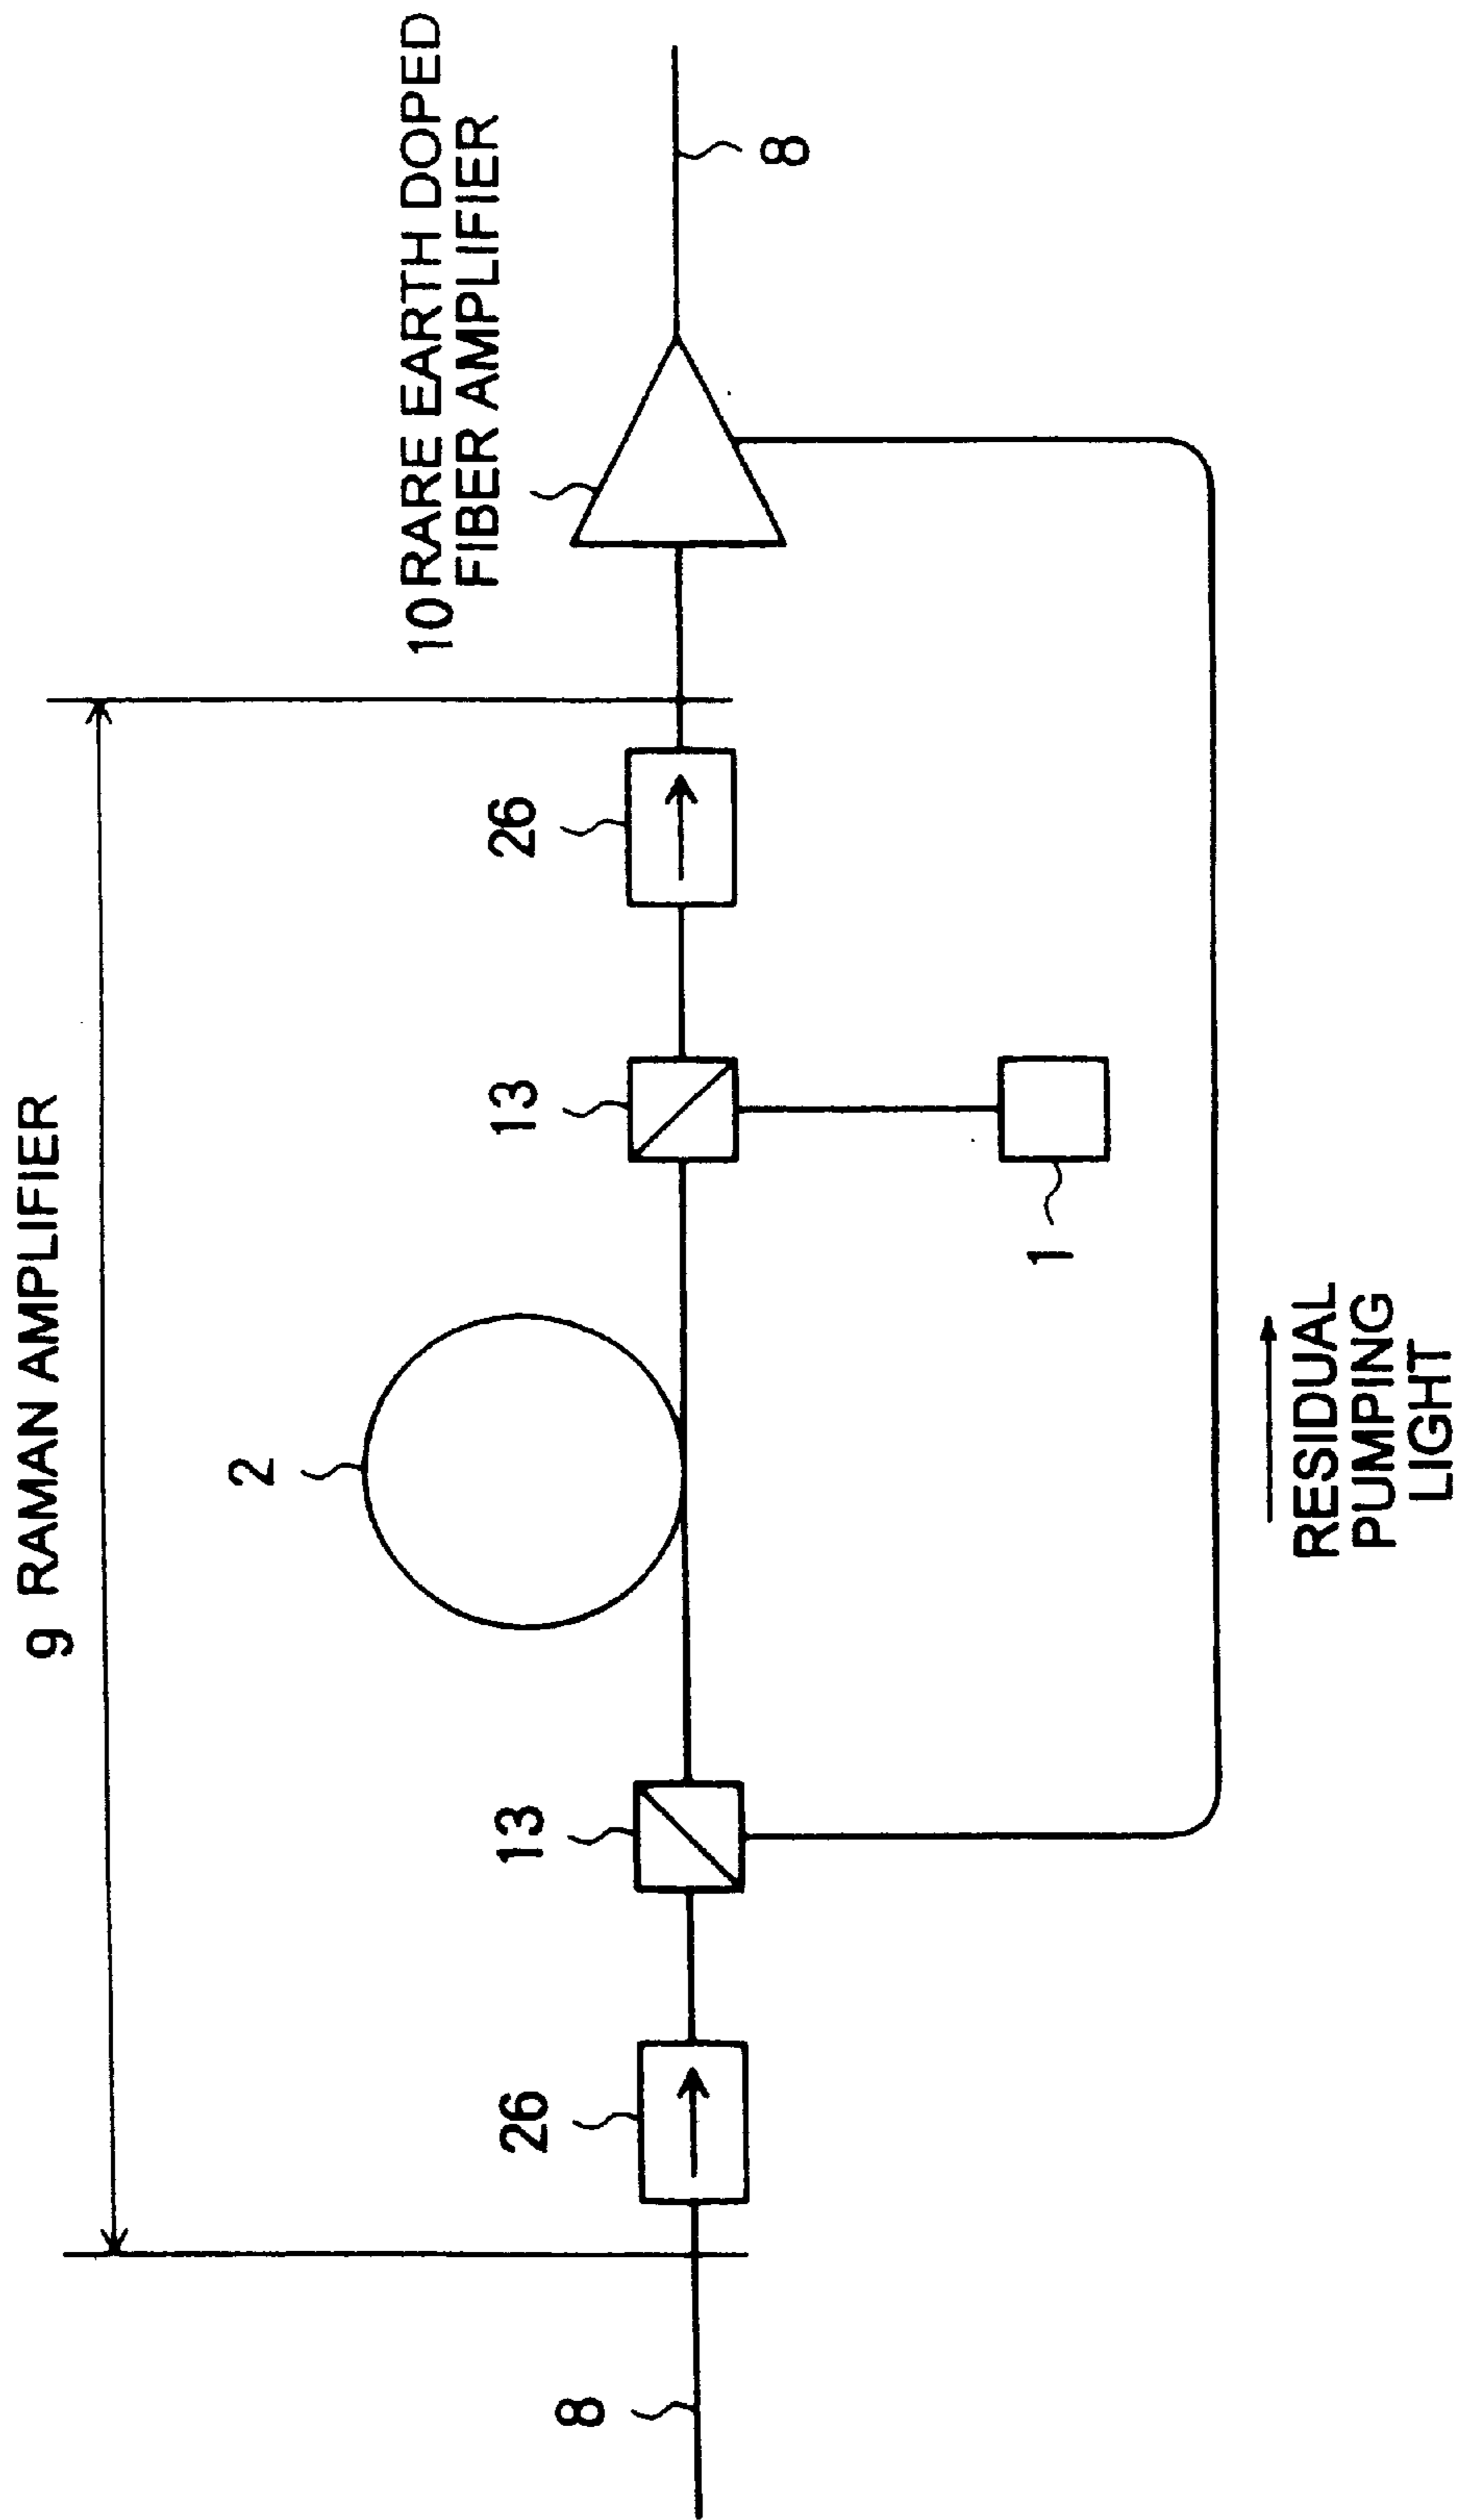 9 RAMAN AMPLIFIER
10 RARE EARTH DOPED
FIBER AMPLIFIER
2
8
26
13
13
26
8
1
RESIDUAL
PUMPING
LIGHT